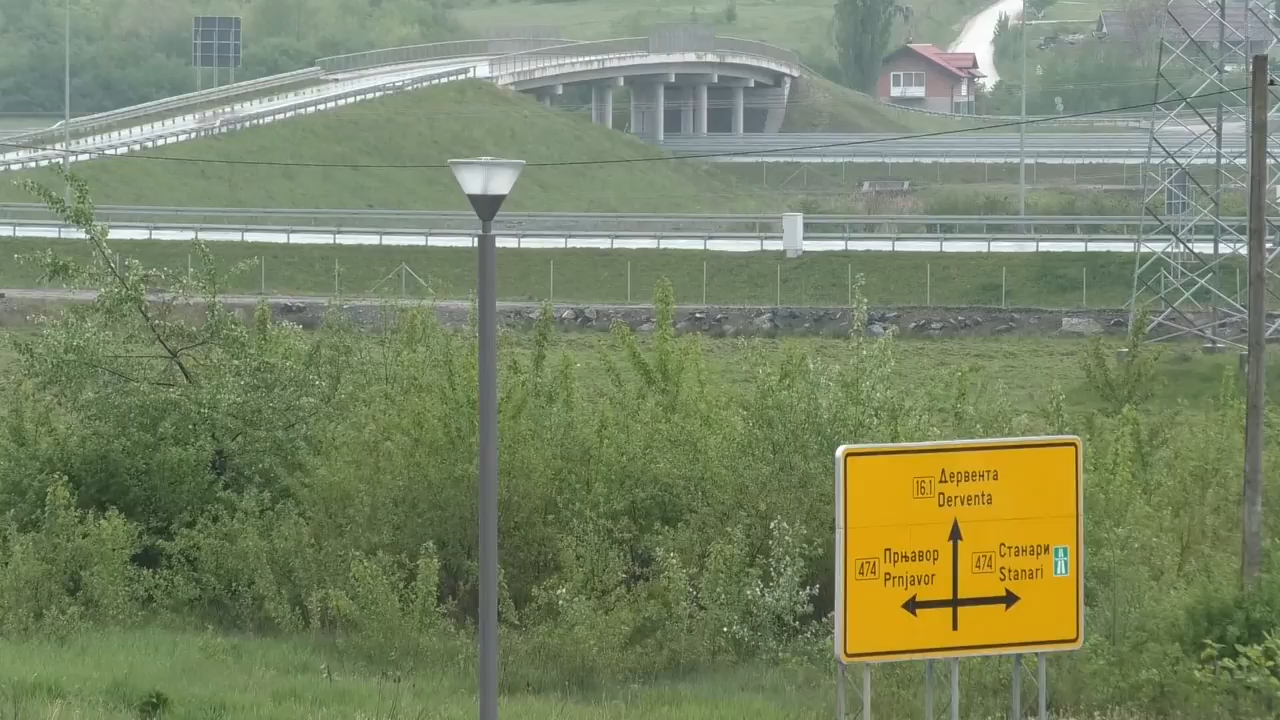 16.1 Дервента
Derventa
474 Прњавор
Prnjavor
474 Станари
Stanari